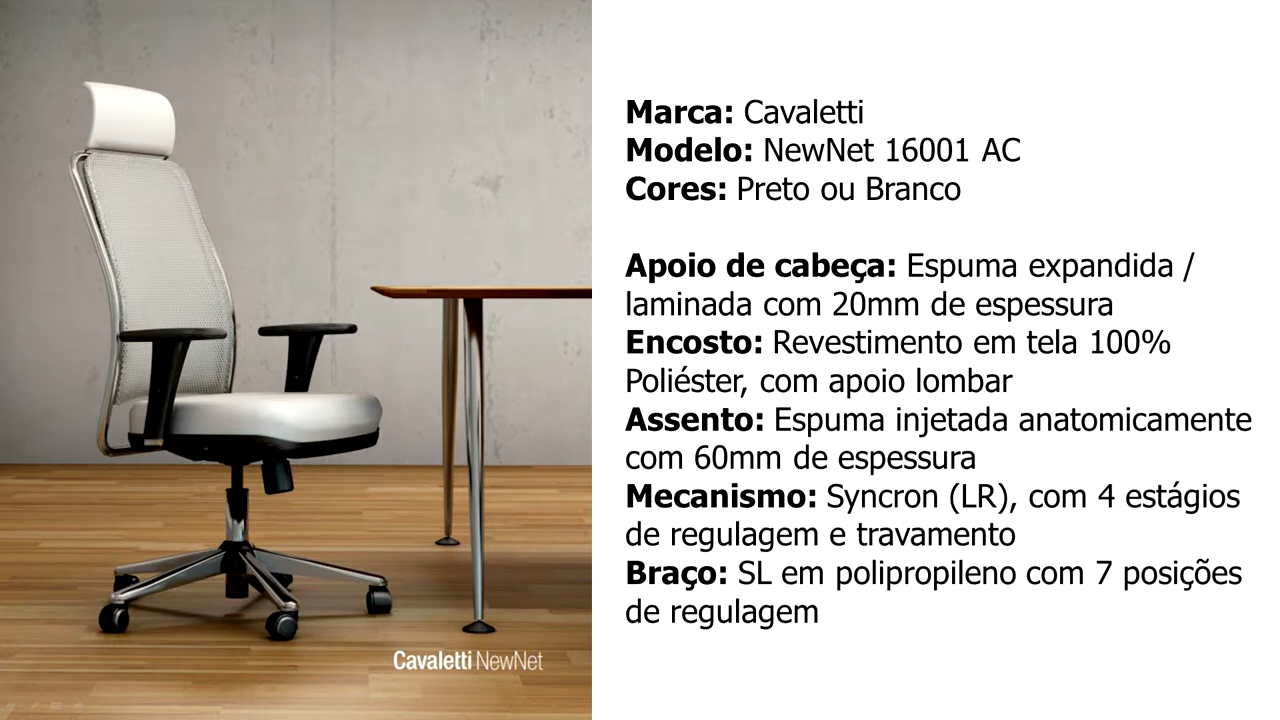 Marca: Cavaletti
Modelo: NewNet 16001 AC
Cores: Preto ou Branco
Apoio de cabeça: Espuma expandida /
laminada com 20mm de espessura
Encosto: Revestimento em tela 100%
Poliéster, com apoio lombar
Assento: Espuma injetada anatomicamente
com 60mm de espessura
Mecanismo: Syncron (LR), com 4 estágios
de regulagem e travamento
Braço: SL em polipropileno com 7 posições
de regulagem
Cavaletti NewNet